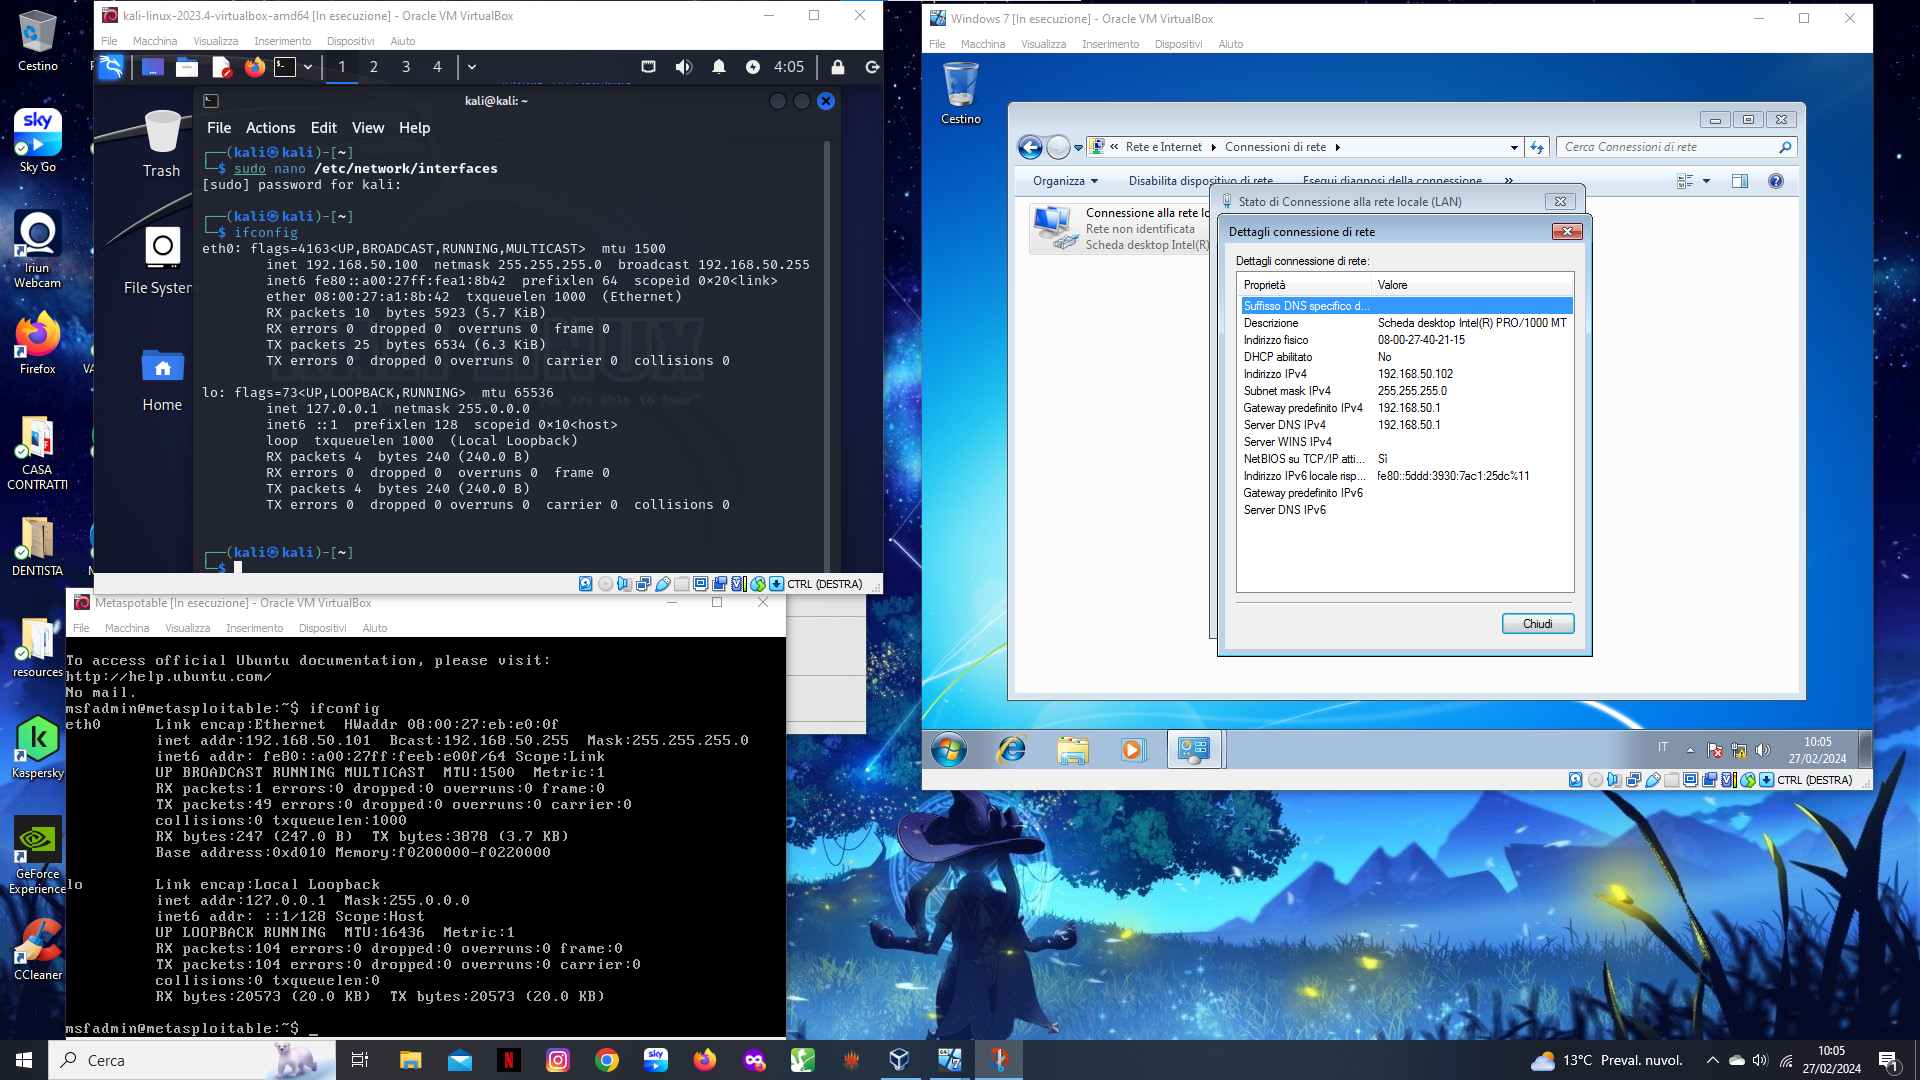 Cestino
Sky Go
Iriun
Webcam
Firefox
CASA
CONTRATTI
DENTISTA
resources
Kaspersky
GeForce
Experience
CCleaner
kali-linux-2023.4-virtualbox-amd64 [In esecuzione] - Oracle VM VirtualBox
File Macchina Visualizza Inserimento Dispositivi Aiuto
1 2 3 4 4:05
Trash
File System
Home
kali@kali: ~
File Actions Edit View Help
┌──(kali㉿kali)-[~]
└─$ sudo nano /etc/network/interfaces
[sudo] password for kali:
┌──(kali㉿kali)-[~]
└─$ ifconfig
eth0: flags=4163<UP,BROADCAST,RUNNING,MULTICAST>  mtu 1500
inet 192.168.50.100  netmask 255.255.255.0  broadcast 192.168.50.255
inet6 fe80::a00:27ff:fea1:8b42  prefixlen 64  scopeid 0×20<link>
ether 08:00:27:a1:8b:42  txqueuelen 1000  (Ethernet)
RX packets 10  bytes 5923 (5.7 KiB)
RX errors 0  dropped 0  overruns 0  frame 0
TX packets 25  bytes 6534 (6.3 KiB)
TX errors 0  dropped 0 overruns 0  carrier 0  collisions 0
lo: flags=73<UP,LOOPBACK,RUNNING>  mtu 65536
inet 127.0.0.1  netmask 255.0.0.0
inet6 ::1  prefixlen 128  scopeid 0×10<host>
loop  txqueuelen 1000  (Local Loopback)
RX packets 4  bytes 240 (240.0 B)
RX errors 0  dropped 0  overruns 0  frame 0
TX packets 4  bytes 240 (240.0 B)
TX errors 0  dropped 0 overruns 0  carrier 0  collisions 0
┌──(kali㉿kali)-[~]
└─$
CTRL (DESTRA)
Metaspotable [In esecuzione] - Oracle VM VirtualBox
File Macchina Visualizza Inserimento Dispositivi Aiuto
To access official Ubuntu documentation, please visit:
http://help.ubuntu.com/
No mail.
msfadmin@metasploitable:~$ ifconfig
eth0      Link encap:Ethernet  HWaddr 08:00:27:eb:e0:0f
inet addr:192.168.50.101  Bcast:192.168.50.255  Mask:255.255.255.0
inet6 addr: fe80::a00:27ff:feeb:e00f/64 Scope:Link
UP BROADCAST RUNNING MULTICAST  MTU:1500  Metric:1
RX packets:1 errors:0 dropped:0 overruns:0 frame:0
TX packets:49 errors:0 dropped:0 overruns:0 carrier:0
collisions:0 txqueuelen:1000
RX bytes:247 (247.0 B)  TX bytes:3878 (3.7 KB)
Base address:0xd010 Memory:f0200000-f0220000
lo        Link encap:Local Loopback
inet addr:127.0.0.1  Mask:255.0.0.0
inet6 addr: ::1/128 Scope:Host
UP LOOPBACK RUNNING  MTU:16436  Metric:1
RX packets:104 errors:0 dropped:0 overruns:0 frame:0
TX packets:104 errors:0 dropped:0 overruns:0 carrier:0
collisions:0 txqueuelen:0
RX bytes:20573 (20.0 KB)  TX bytes:20573 (20.0 KB)
msfadmin@metasploitable:~$ _
Windows 7 [In esecuzione] - Oracle VM VirtualBox
File Macchina Visualizza Inserimento Dispositivi Aiuto
Cestino
« Rete e Internet ▸ Connessioni di rete ▸ Cerca Connessioni di rete
Organizza Disabilita dispositivo di rete Esegui diagnosi della connessione »
Connessione alla rete lo
Rete non identificata
Scheda desktop Intel(R)
Stato di Connessione alla rete locale (LAN)
Dettagli connessione di rete
Dettagli connessione di rete:
Proprietà Valore
Suffisso DNS specifico d...
Descrizione Scheda desktop Intel(R) PRO/1000 MT
Indirizzo fisico 08-00-27-40-21-15
DHCP abilitato No
Indirizzo IPv4 192.168.50.102
Subnet mask IPv4 255.255.255.0
Gateway predefinito IPv4 192.168.50.1
Server DNS IPv4 192.168.50.1
Server WINS IPv4
NetBIOS su TCP/IP atti... Sì
Indirizzo IPv6 locale risp... fe80::5ddd:3930:7ac1:25dc%11
Gateway predefinito IPv6
Server DNS IPv6
Chiudi
IT
10:05
27/02/2024
CTRL (DESTRA)
Cerca
13°C Preval. nuvol.
10:05
27/02/2024
1